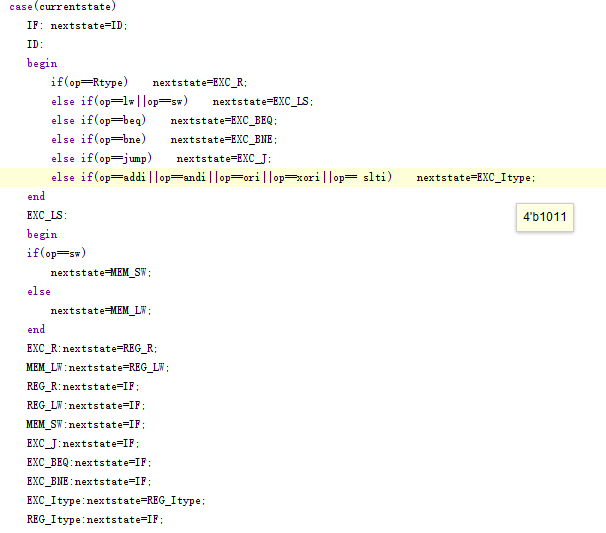 case(currentstate)
IF: nextstate=ID;
ID:
begin
if(op==Rtype) nextstate=EXC_R;
else if(op==lw||op==sw) nextstate=EXC_LS;
else if(op==beq) nextstate=EXC_BEQ;
else if(op==bne) nextstate=EXC_BNE;
else if(op==jump) nextstate=EXC_J;
else if(op==addi||op==andi||op==ori||op==xori||op== slti) nextstate=EXC_Itype;
end
4'b1011
EXC_LS:
begin
if(op==sw)
nextstate=MEM_SW;
else
nextstate=MEM_LW;
end
EXC_R:nextstate=REG_R;
MEM_LW:nextstate=REG_LW;
REG_R:nextstate=IF;
REG_LW:nextstate=IF;
MEM_SW:nextstate=IF;
EXC_J:nextstate=IF;
EXC_BEQ:nextstate=IF;
EXC_BNE:nextstate=IF;
EXC_Itype:nextstate=REG_Itype;
REG_Itype:nextstate=IF;